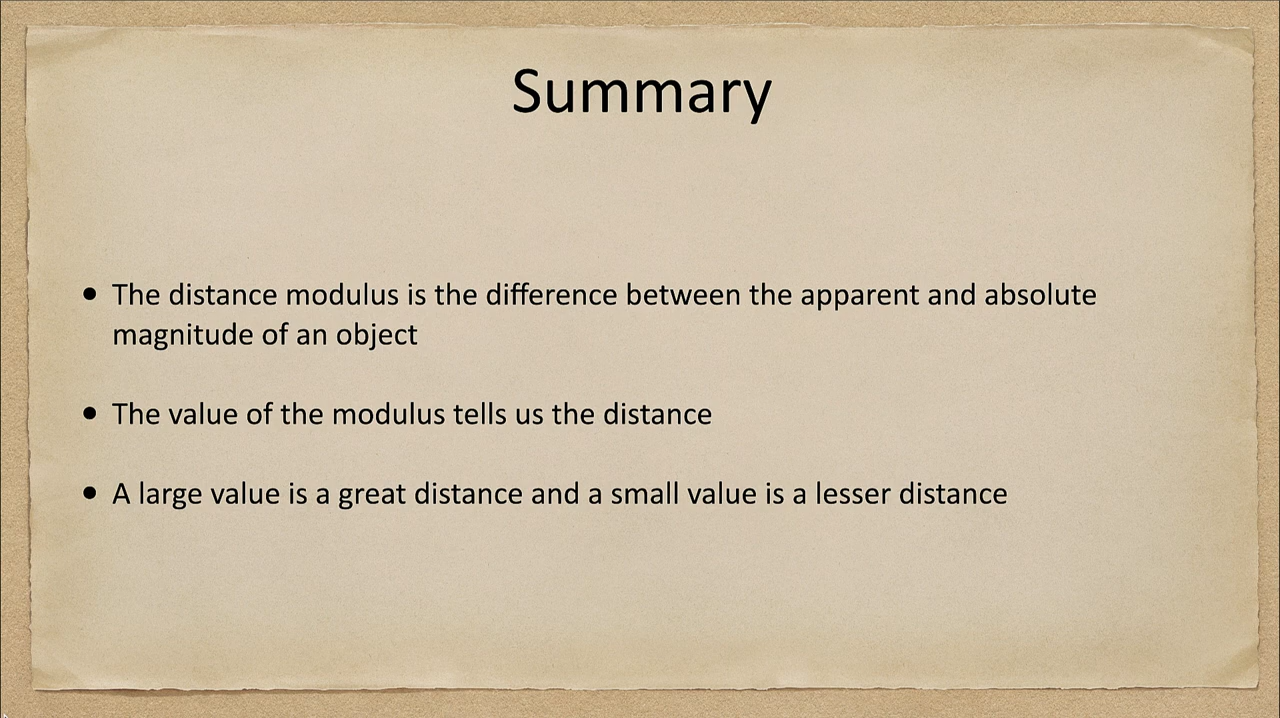 Summary
• The distance modulus is the difference between the apparent and absolute
magnitude of an object
• The value of the modulus tells us the distance
• A large value is a great distance and a small value is a lesser distance